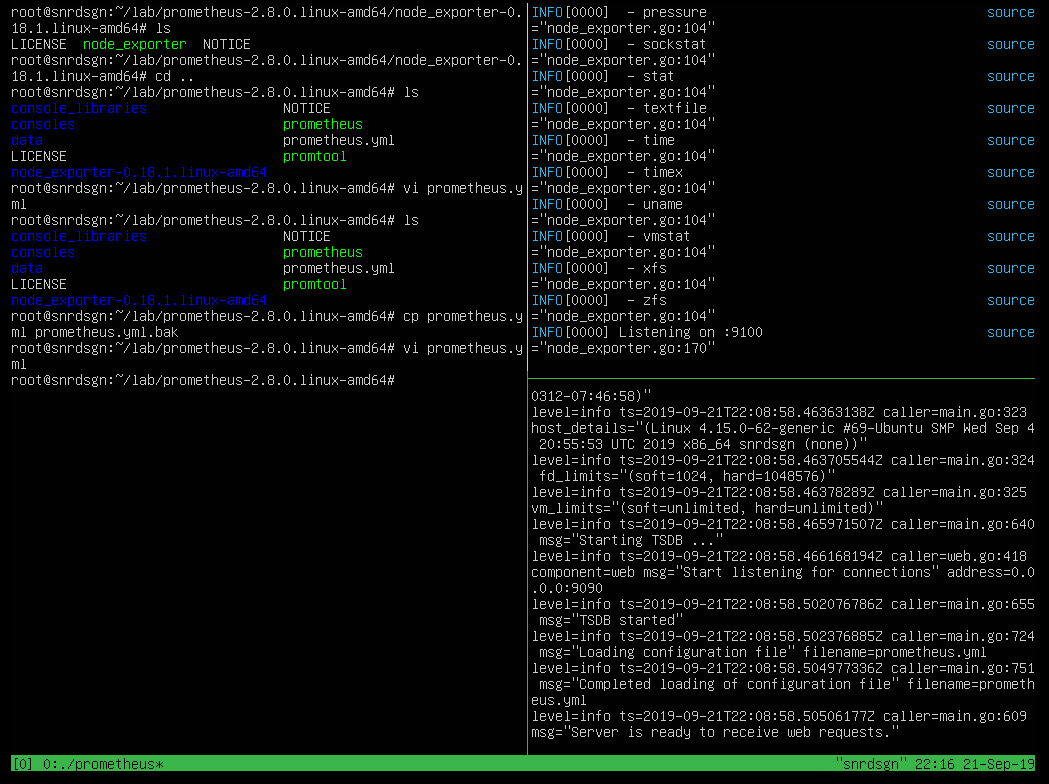 root@snrdsgn:~/lab/prometheus-2.8.0.linux-amd64/node_exporter-0.
18.1.linux-amd64# ls
LICENSE  node_exporter  NOTICE
root@snrdsgn:~/lab/prometheus-2.8.0.linux-amd64/node_exporter-0.
18.1.linux-amd64# cd ..
root@snrdsgn:~/lab/prometheus-2.8.0.linux-amd64# ls
console_libraries                 NOTICE
consoles                          prometheus
data                              prometheus.yml
LICENSE                           promtool
node_exporter-0.18.1.linux-amd64
root@snrdsgn:~/lab/prometheus-2.8.0.linux-amd64# vi prometheus.y
ml
root@snrdsgn:~/lab/prometheus-2.8.0.linux-amd64# ls
console_libraries                 NOTICE
consoles                          prometheus
data                              prometheus.yml
LICENSE                           promtool
node_exporter-0.18.1.linux-amd64
root@snrdsgn:~/lab/prometheus-2.8.0.linux-amd64# cp prometheus.y
ml prometheus.yml.bak
root@snrdsgn:~/lab/prometheus-2.8.0.linux-amd64# vi prometheus.y
ml
root@snrdsgn:~/lab/prometheus-2.8.0.linux-amd64#
INFO[0000]  - pressure                                   source
="node_exporter.go:104"
INFO[0000]  - sockstat                                   source
="node_exporter.go:104"
INFO[0000]  - stat                                       source
="node_exporter.go:104"
INFO[0000]  - textfile                                   source
="node_exporter.go:104"
INFO[0000]  - time                                       source
="node_exporter.go:104"
INFO[0000]  - timex                                      source
="node_exporter.go:104"
INFO[0000]  - uname                                      source
="node_exporter.go:104"
INFO[0000]  - vmstat                                     source
="node_exporter.go:104"
INFO[0000]  - xfs                                        source
="node_exporter.go:104"
INFO[0000]  - zfs                                        source
="node_exporter.go:104"
INFO[0000] Listening on :9100                            source
="node_exporter.go:170"
0312-07:46:58)"
level=info ts=2019-09-21T22:08:58.46363138Z caller=main.go:323
host_details="(Linux 4.15.0-62-generic #69-Ubuntu SMP Wed Sep 4
20:55:53 UTC 2019 x86_64 snrdsgn (none))"
level=info ts=2019-09-21T22:08:58.463705544Z caller=main.go:324
fd_limits="(soft=1024, hard=1048576)"
level=info ts=2019-09-21T22:08:58.46378289Z caller=main.go:325
vm_limits="(soft=unlimited, hard=unlimited)"
level=info ts=2019-09-21T22:08:58.465971507Z caller=main.go:640
msg="Starting TSDB ..."
level=info ts=2019-09-21T22:08:58.466168194Z caller=web.go:418
component=web msg="Start listening for connections" address=0.0
.0.0:9090
level=info ts=2019-09-21T22:08:58.502076786Z caller=main.go:655
msg="TSDB started"
level=info ts=2019-09-21T22:08:58.502376885Z caller=main.go:724
msg="Loading configuration file" filename=prometheus.yml
level=info ts=2019-09-21T22:08:58.504977336Z caller=main.go:751
msg="Completed loading of configuration file" filename=prometh
eus.yml
level=info ts=2019-09-21T22:08:58.50506177Z caller=main.go:609
msg="Server is ready to receive web requests."
[0] 0:./prometheus*                    "snrdsgn" 22:16 21-Sep-19